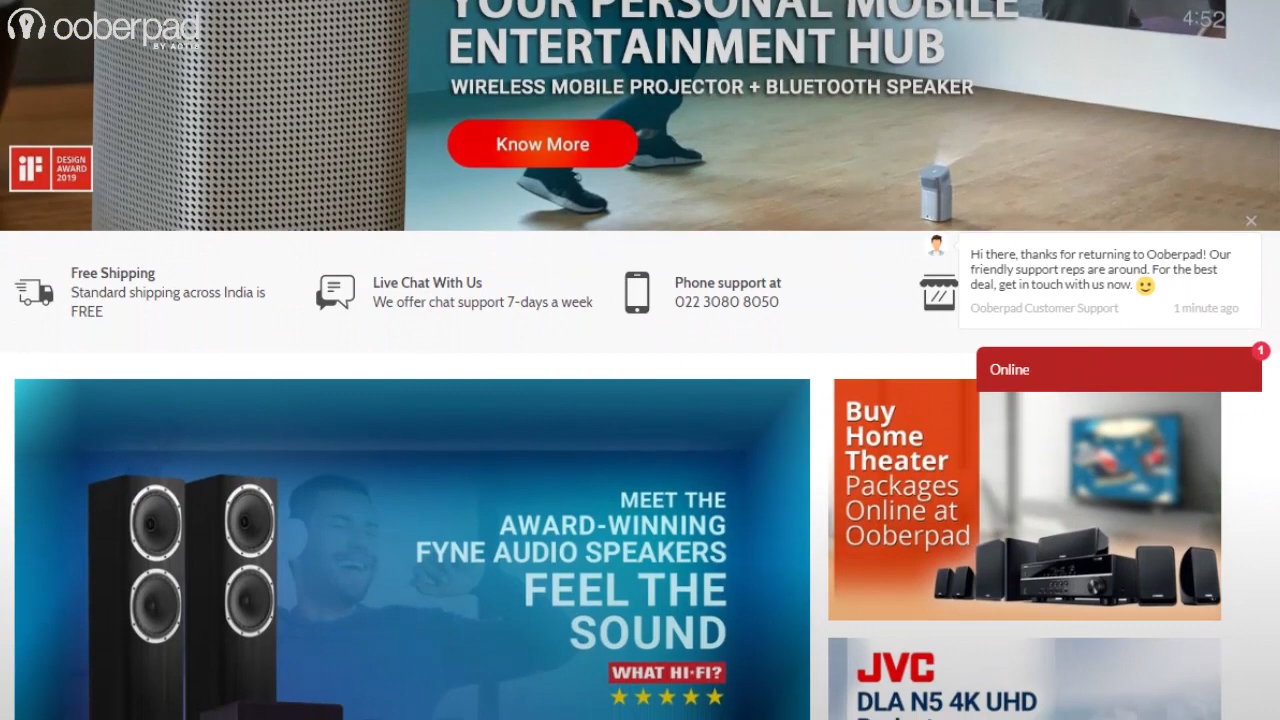 ooberpad
BY ACTIS
YOUR PERSONAL MOBILE
ENTERTAINMENT HUB
WIRELESS MOBILE PROJECTOR + BLUETOOTH SPEAKER
Know More
4:52
iF
DESIGN
AWARD
2019
Free Shipping
Standard shipping across India is
FREE
Live Chat With Us
We offer chat support 7-days a week
Phone support at
022 3080 8050
Hi there, thanks for returning to Ooberpad! Our
friendly support reps are around. For the best
deal, get in touch with us now.
Ooberpad Customer Support 1 minute ago
1
Online
MEET THE
AWARD-WINNING
FYNE AUDIO SPEAKERS
FEEL THE
SOUND
WHAT HI·FI?
Buy
Home
Theater
Packages
Online at
Ooberpad
JVC
DLA N5 4K UHD